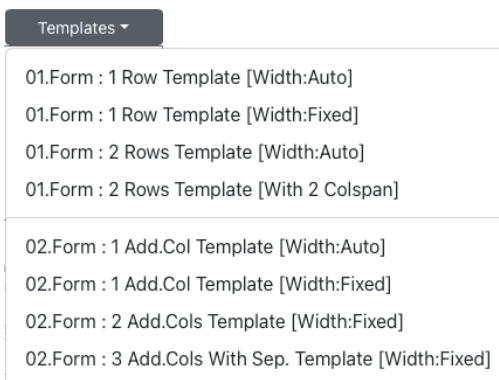 Templates
01.Form : 1 Row Template [Width:Auto]
01.Form : 1 Row Template [Width:Fixed]
01.Form : 2 Rows Template [Width:Auto]
01.Form : 2 Rows Template [With 2 Colspan]
02.Form : 1 Add.Col Template [Width:Auto]
02.Form : 1 Add.Col Template [Width:Fixed]
02.Form : 2 Add.Cols Template [Width:Fixed]
02.Form : 3 Add.Cols With Sep. Template [Width:Fixed]